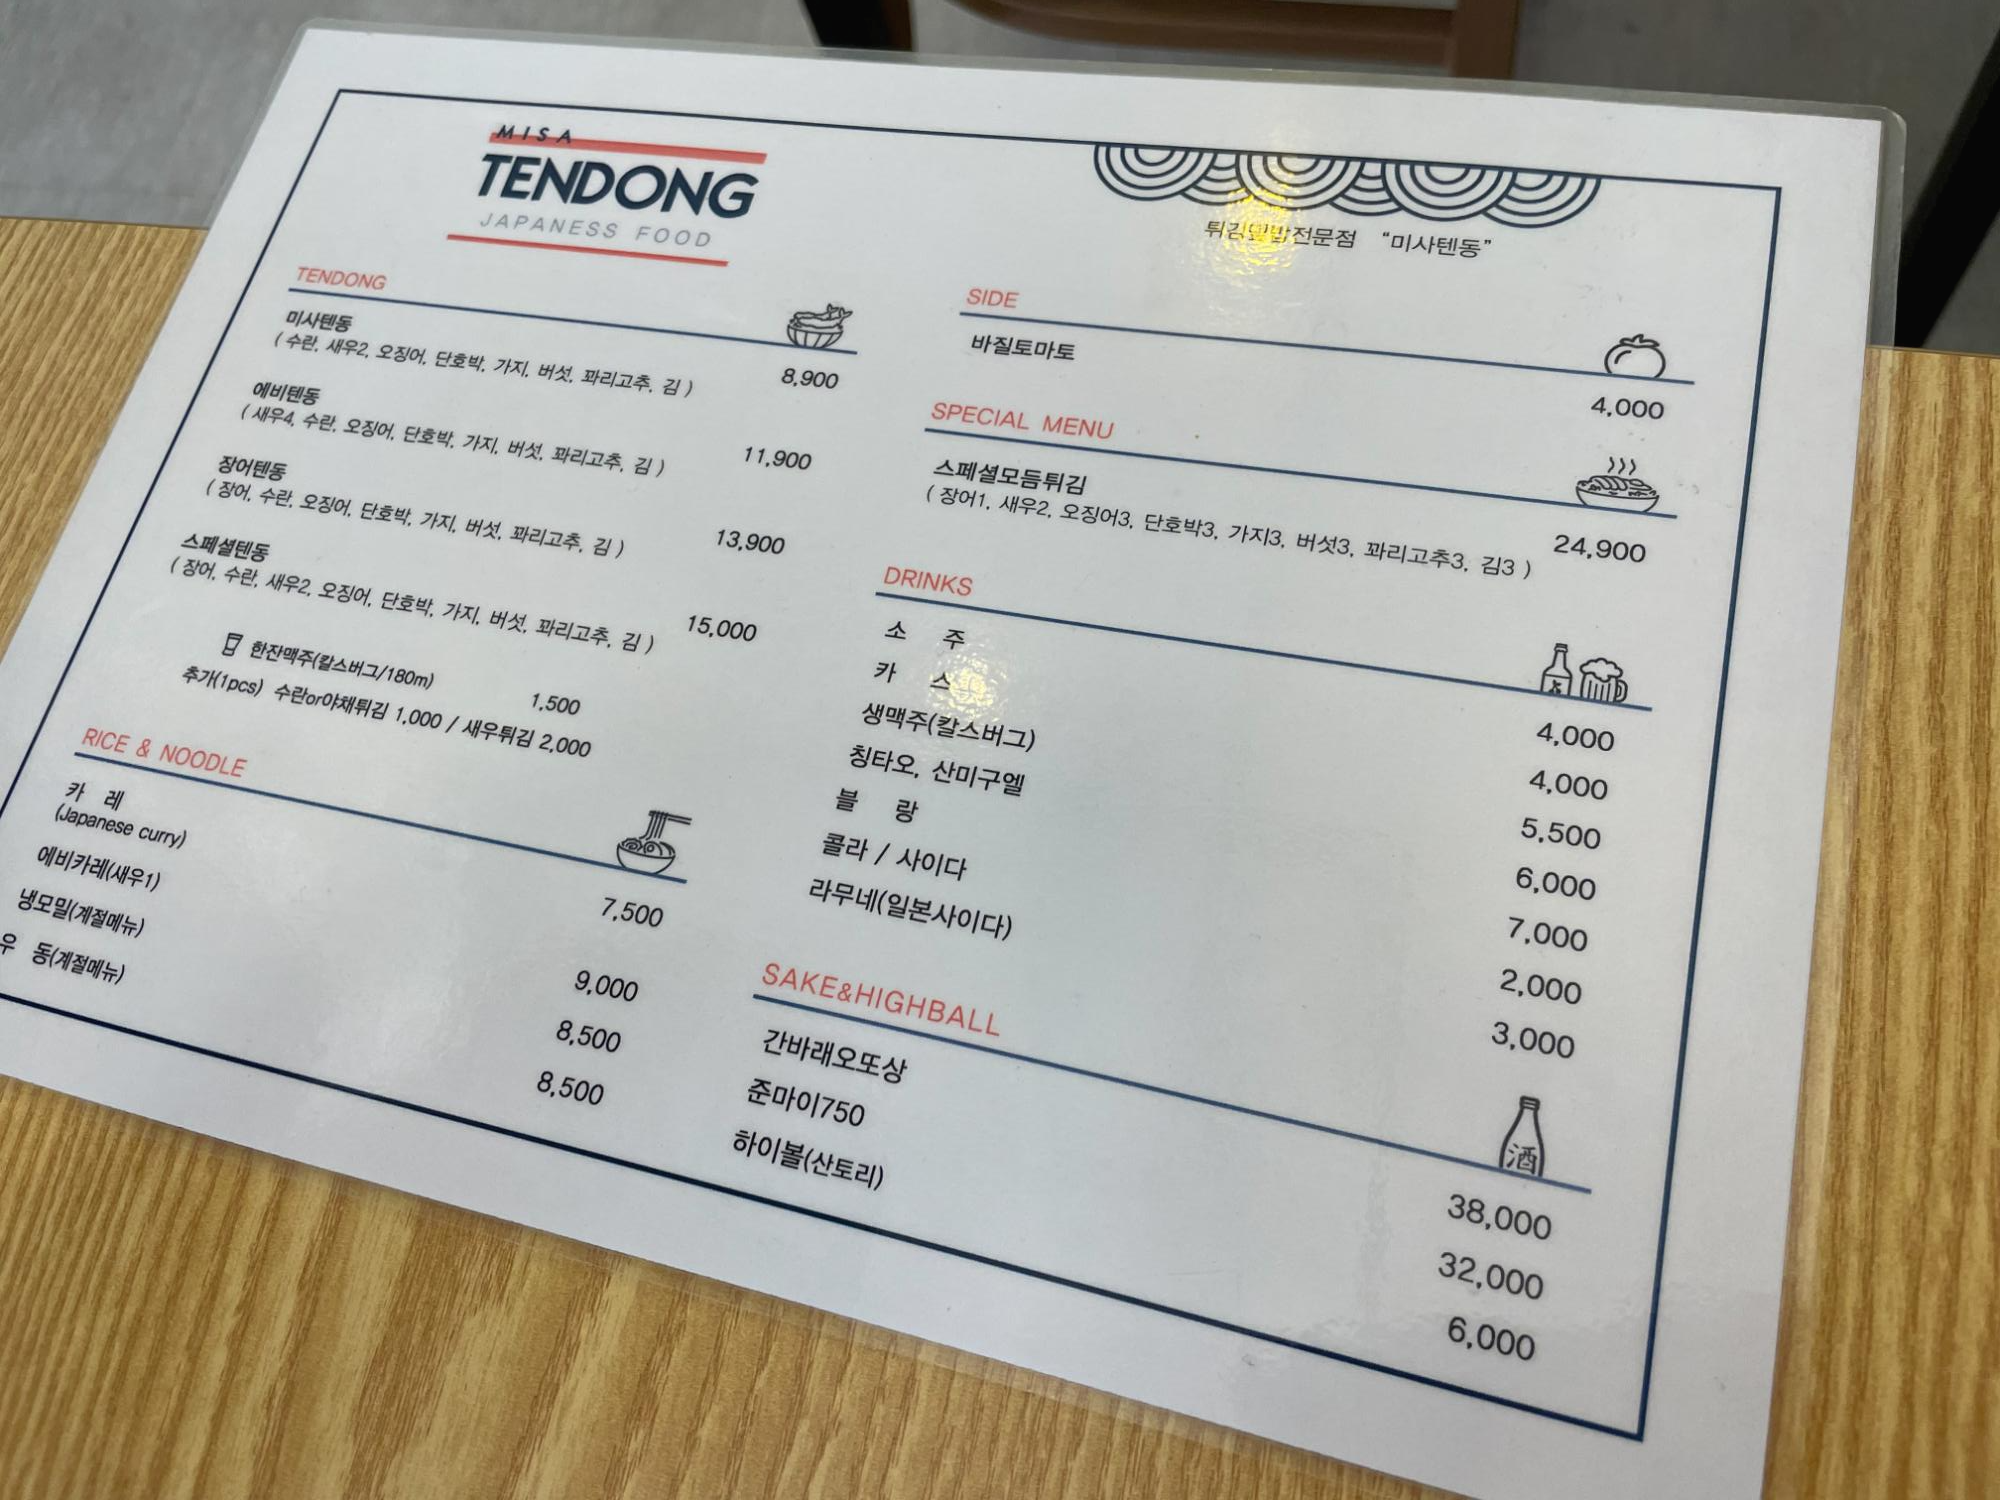 MISA
TENDONG
JAPANESS FOOD
튀김덮밥전문점 "미사텐동"
TENDONG
미사텐동
( 수란, 새우2, 오징어, 단호박, 가지, 버섯, 꽈리고추, 김 ) 8,900
에비텐동
( 새우4, 수란, 오징어, 단호박, 가지, 버섯, 꽈리고추, 김 ) 11,900
장어텐동
( 장어, 수란, 오징어, 단호박, 가지, 버섯, 꽈리고추, 김 ) 13,900
스페셜텐동
( 장어, 수란, 새우2, 오징어, 단호박, 가지, 버섯, 꽈리고추, 김 ) 15,000
한잔맥주(칼스버그/180m) 1,500
추가(1pcs) 수란or야채튀김 1,000 / 새우튀김 2,000
RICE & NOODLE
카 레
(Japanese curry) 7,500
에비카레(새우1) 9,000
냉모밀(계절메뉴) 8,500
우 동(계절메뉴) 8,500
SIDE
바질토마토 4,000
SPECIAL MENU
스페셜모듬튀김
( 장어1, 새우2, 오징어3, 단호박3, 가지3, 버섯3, 꽈리고추3, 김3 ) 24,900
DRINKS
소 주 4,000
카 스 4,000
생맥주(칼스버그) 5,500
칭타오, 산미구엘 6,000
블 랑 7,000
콜라 / 사이다 2,000
라무네(일본사이다) 3,000
SAKE&HIGHBALL
酒
간바래오또상 38,000
준마이750 32,000
하이볼(산토리) 6,000